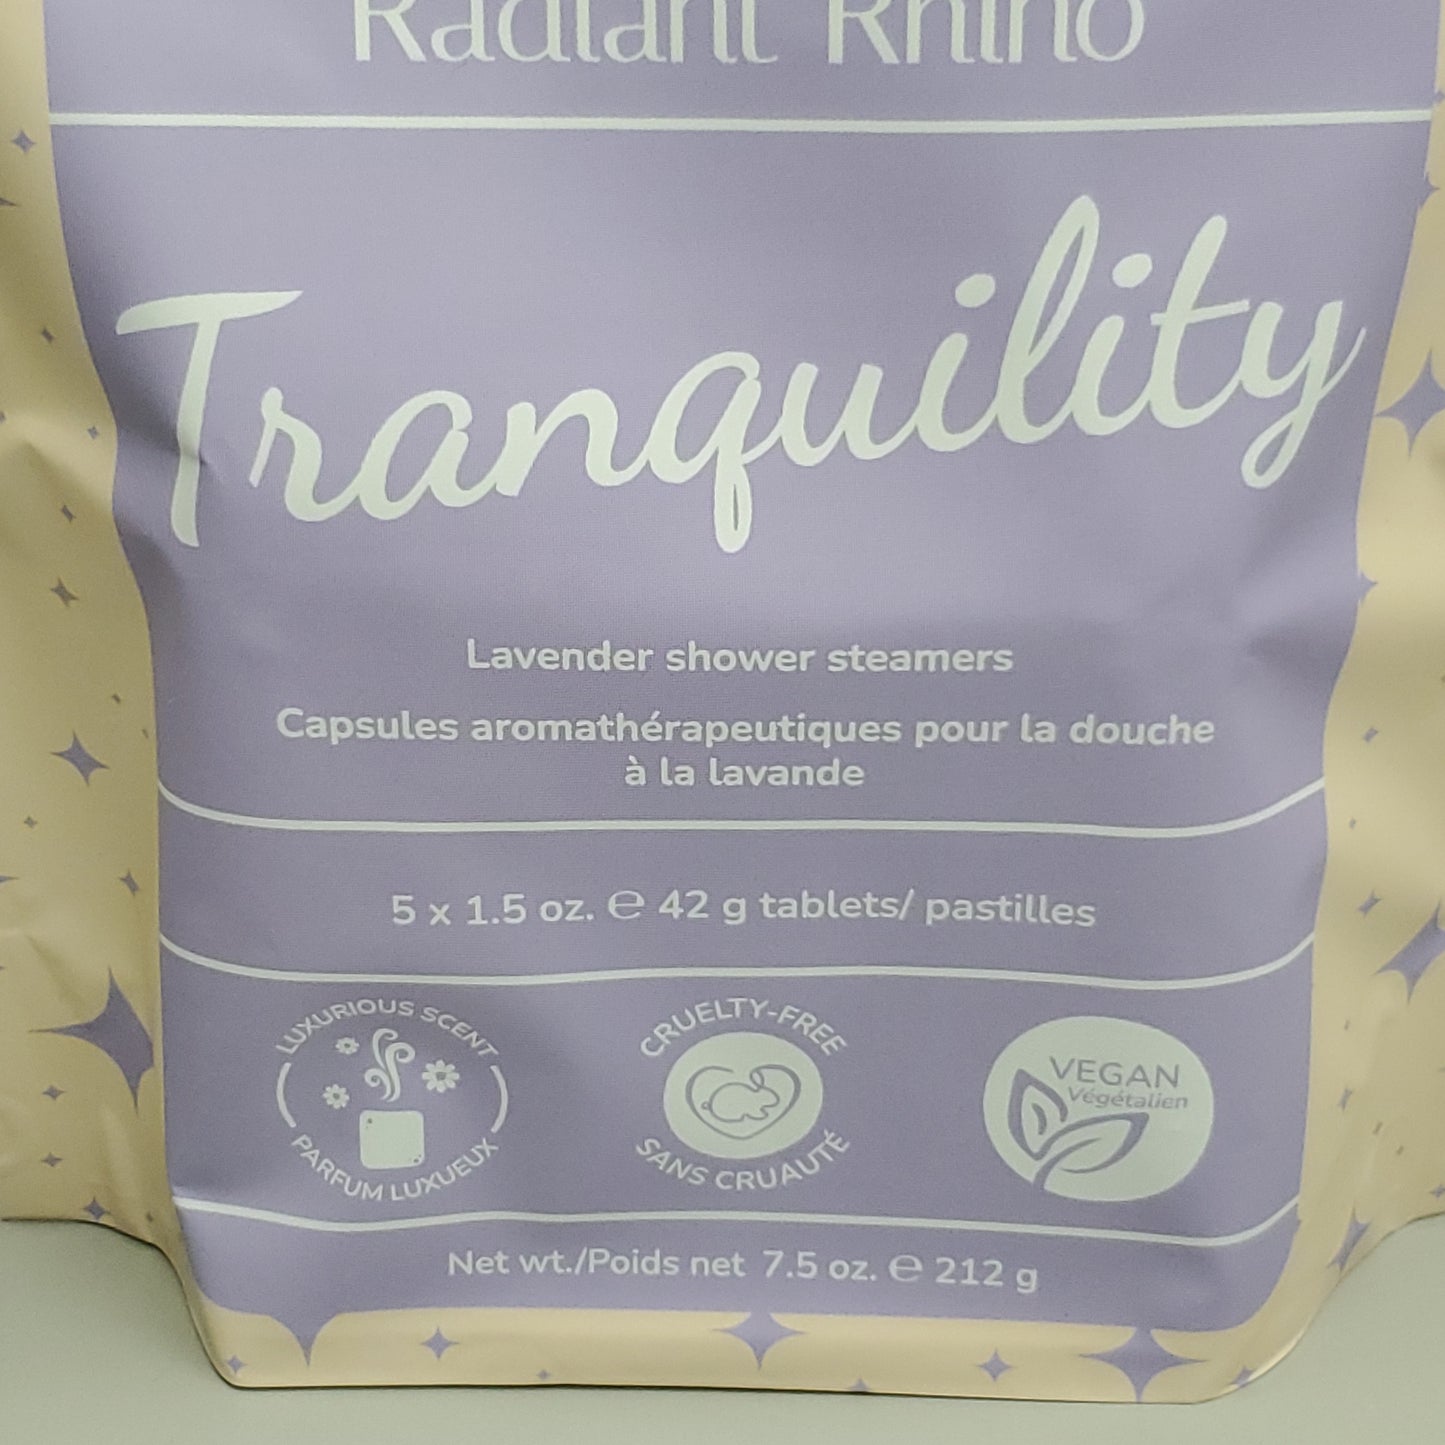 Radiant Rhino
Tranquility
Lavender shower steamers
Capsules aromathérapeutiques pour la douche
à la lavande
5 x 1.5 oz. ℮ 42 g tablets/ pastilles
LUXURIOUS SCENT
PARFUM LUXUEUX
CRUELTY-FREE
SANS CRUAUTÉ
VEGAN
Végétalien
Net wt./Poids net 7.5 oz. ℮ 212 g